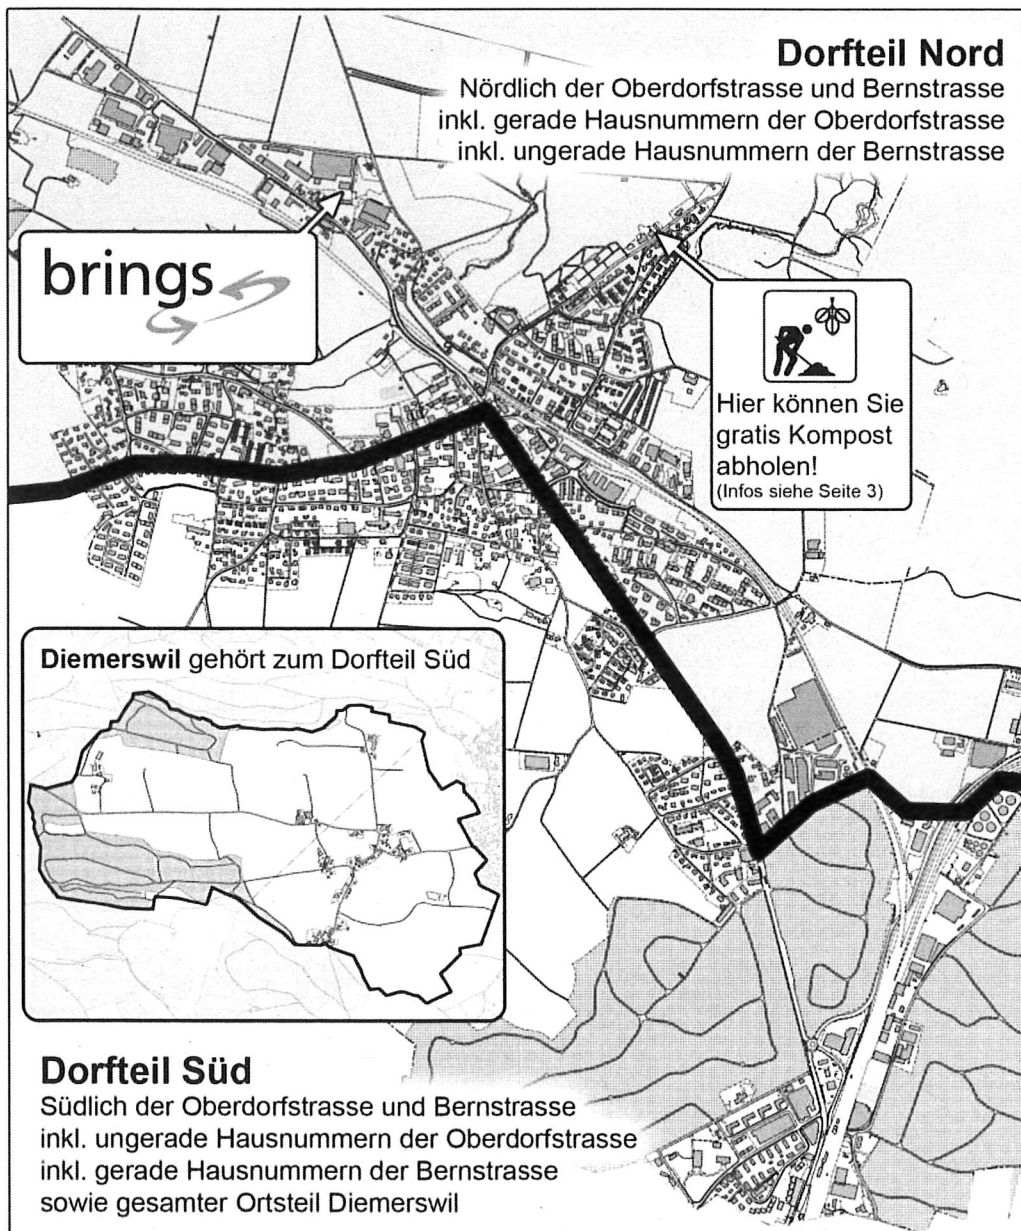 Dorfteil Nord
Nördlich der Oberdorfstrasse und Bernstrasse
inkl. gerade Hausnummern der Oberdorfstrasse
inkl. ungerade Hausnummern der Bernstrasse
brings
Hier können Sie
gratis Kompost
abholen!
(Infos siehe Seite 3)
Diemerswil gehört zum Dorfteil Süd
Dorfteil Süd
Südlich der Oberdorfstrasse und Bernstrasse
inkl. ungerade Hausnummern der Oberdorfstrasse
inkl. gerade Hausnummern der Bernstrasse
sowie gesamter Ortsteil Diemerswil